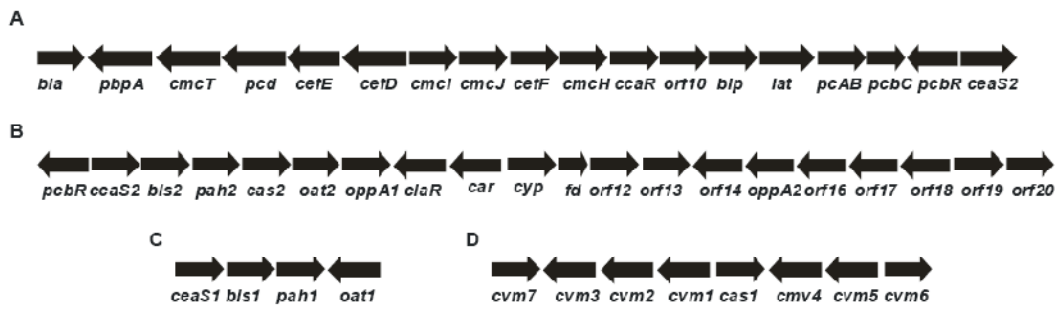 A
bla pbpA cmcT pcd cefE cefD cmcI cmcJ cefF cmcH ccaR orf10 blp lat pcAB pcbC pcbR ceaS2
B
pcbR ccaS2 bls2 pah2 cas2 oat2 oppA1 claR car cyp fd orf12 orf13 orf14 oppA2 orf16 orf17 orf18 orf19 orf20
C D
ceaS1 bls1 pah1 oat1 cvm7 cvm3 cvm2 cvm1 cas1 cmv4 cvm5 cvm6